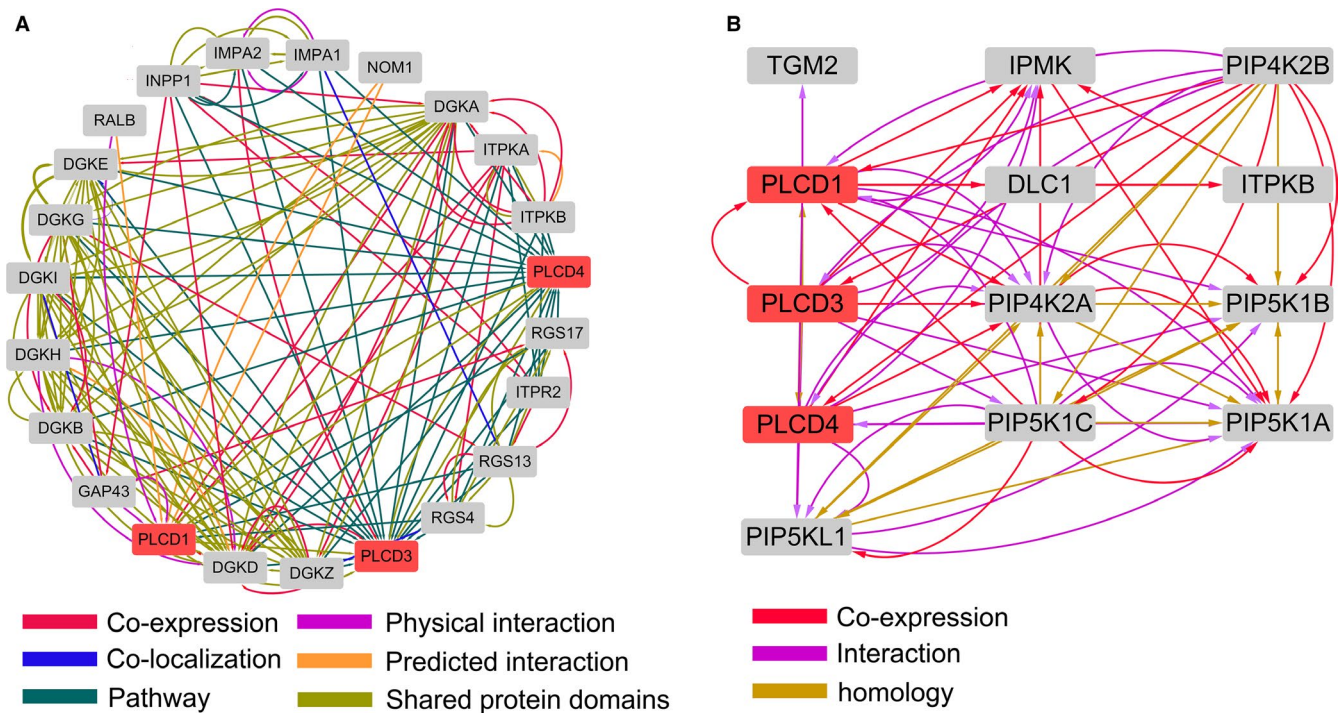 A
B
IMPA2
IMPA1
INPP1
NOM1
DGKA
RALB
ITPKA
DGKE
ITPKB
DGKG
PLCD4
DGKI
RGS17
DGKH
ITPR2
DGKB
RGS13
GAP43
RGS4
PLCD1
PLCD3
DGKD
DGKZ
Co-expression
Physical interaction
Co-localization
Predicted interaction
Pathway
Shared protein domains
TGM2
IPMK
PIP4K2B
PLCD1
DLC1
ITPKB
PLCD3
PIP4K2A
PIP5K1B
PLCD4
PIP5K1C
PIP5K1A
PIP5KL1
Co-expression
Interaction
homology